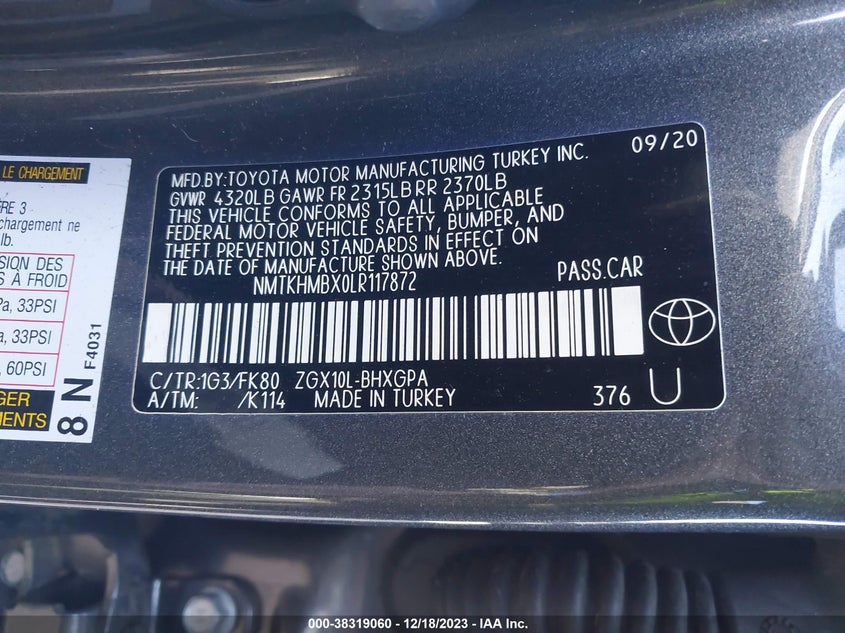 LE CHARGEMENT
ÈRE 3
chargement ne
lb.
SION DES
S À FROID
Pa, 33PSI
a, 33PSI
, 60PSI
GER
EMENTS
8 N F4031
MFD.BY:TOYOTA MOTOR MANUFACTURING TURKEY INC. 09/20
GVWR 4320LB GAWR FR 2315LB RR 2370LB
THIS VEHICLE CONFORMS TO ALL APPLICABLE
FEDERAL MOTOR VEHICLE SAFETY, BUMPER, AND
THEFT PREVENTION STANDARDS IN EFFECT ON
THE DATE OF MANUFACTURE SHOWN ABOVE.
NMTKHMBX0LR117872 PASS.CAR
C/TR:1G3/FK80 ZGX10L-BHXGPA
A/TM: /K114 MADE IN TURKEY 376 U
000-38319060 - 12/18/2023 - IAA Inc.